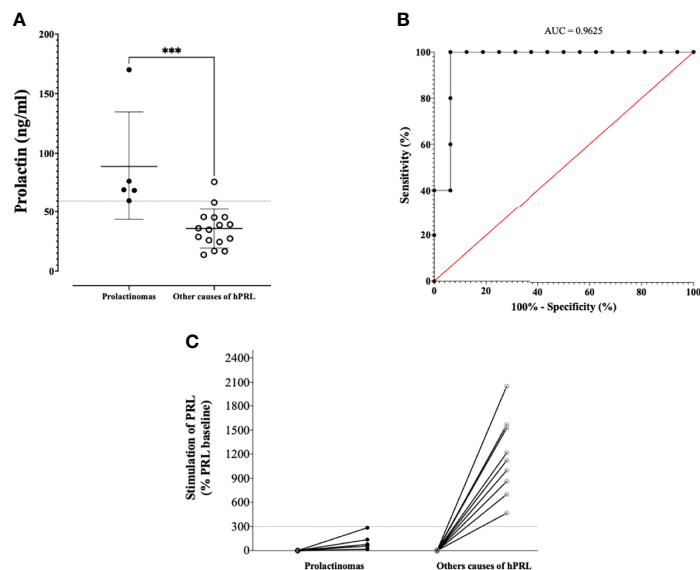 A
200
150
100
50
0
Prolactin (ng/ml)
***
Prolactinomas
Other causes of hPRL
B
AUC = 0.9625
100
80
60
40
20
0
Sensitivity (%)
0
20
40
60
80
100
100% - Specificity (%)
C
2400
2100
1800
1500
1200
900
600
300
0
Stimulation of PRL
(% PRL baseline)
Prolactinomas
Others causes of hPRL